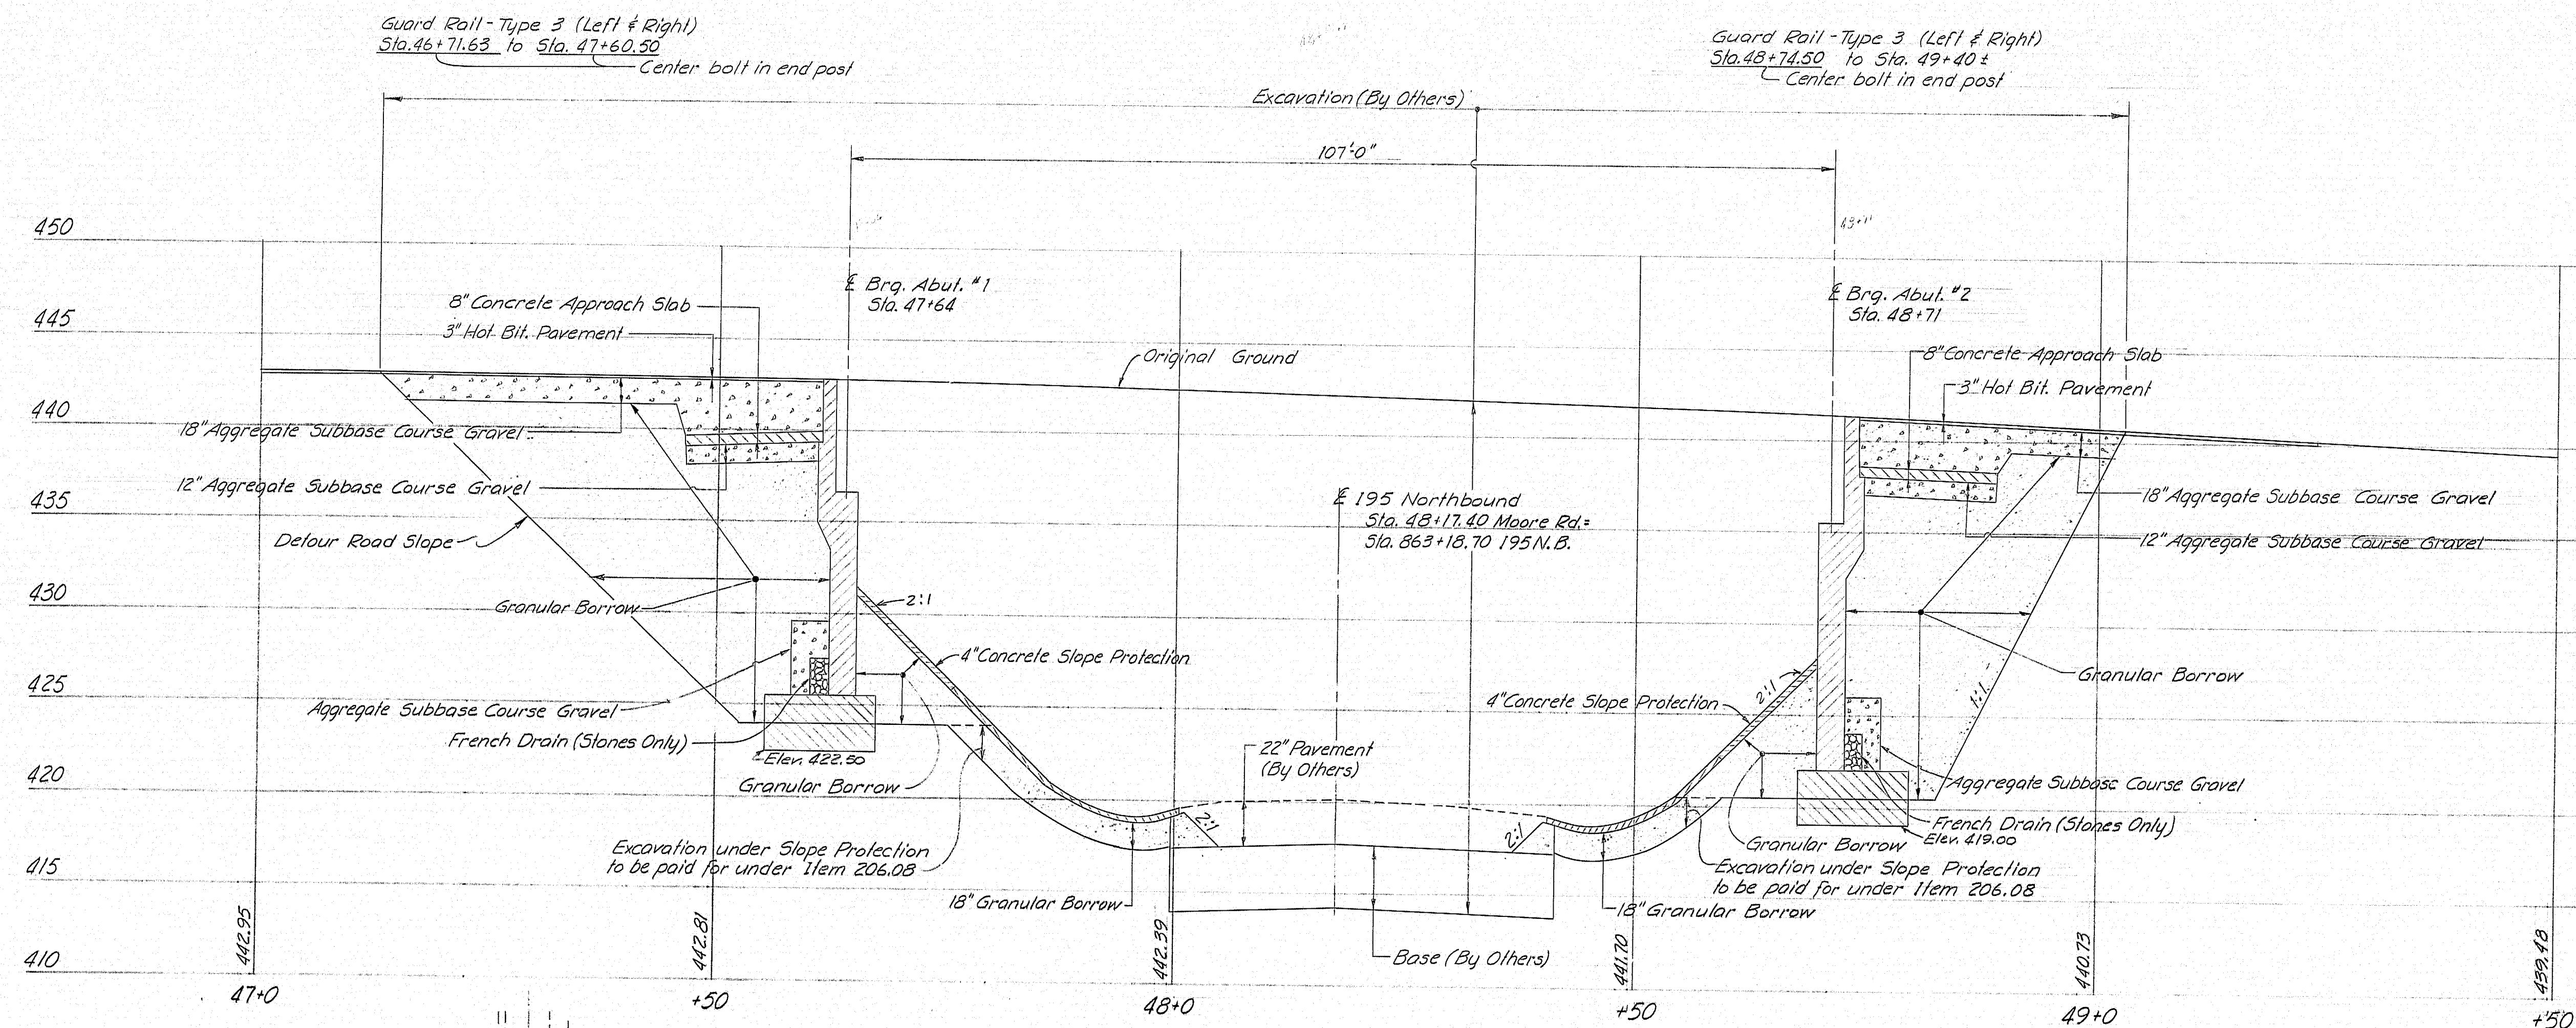 Guard Rail - Type 3 (Left & Right)
Sta. 46+71.63 to Sta. 47+60.50
Center bolt in end post
Guard Rail - Type 3 (Left & Right)
Sta. 48+74.50 to Sta. 49+40 ±
Center bolt in end post
Excavation (By Others)
107'-0"
450
℄ Brg. Abut. #1
Sta. 47+64
℄ Brg. Abut. #2
Sta. 48+71
8" Concrete Approach Slab
445
3" Hot Bit. Pavement
Original Ground
8" Concrete Approach Slab
3" Hot Bit. Pavement
440
18" Aggregate Subbase Course Gravel
12" Aggregate Subbase Course Gravel
435
℄ I95 Northbound
Sta. 48+17.40 Moore Rd.=
Sta. 863+18.70 I95 N.B.
18" Aggregate Subbase Course Gravel
12" Aggregate Subbase Course Gravel
Detour Road Slope
430
Granular Borrow
2:1
4" Concrete Slope Protection
Granular Borrow
425
Aggregate Subbase Course Gravel
4" Concrete Slope Protection
2:1
1:1
French Drain (Stones Only)
Elev. 422.50
22" Pavement
(By Others)
420
Granular Borrow
Aggregate Subbase Course Gravel
2:1
2:1
French Drain (Stones Only)
Elev. 419.00
Granular Borrow
Excavation under Slope Protection
to be paid for under Item 206.08
Excavation under Slope Protection
to be paid for under Item 206.08
415
18" Granular Borrow
18" Granular Borrow
Base (By Others)
442.95
442.81
442.39
441.70
440.73
439.48
410
47+0
+50
48+0
+50
49+0
+50